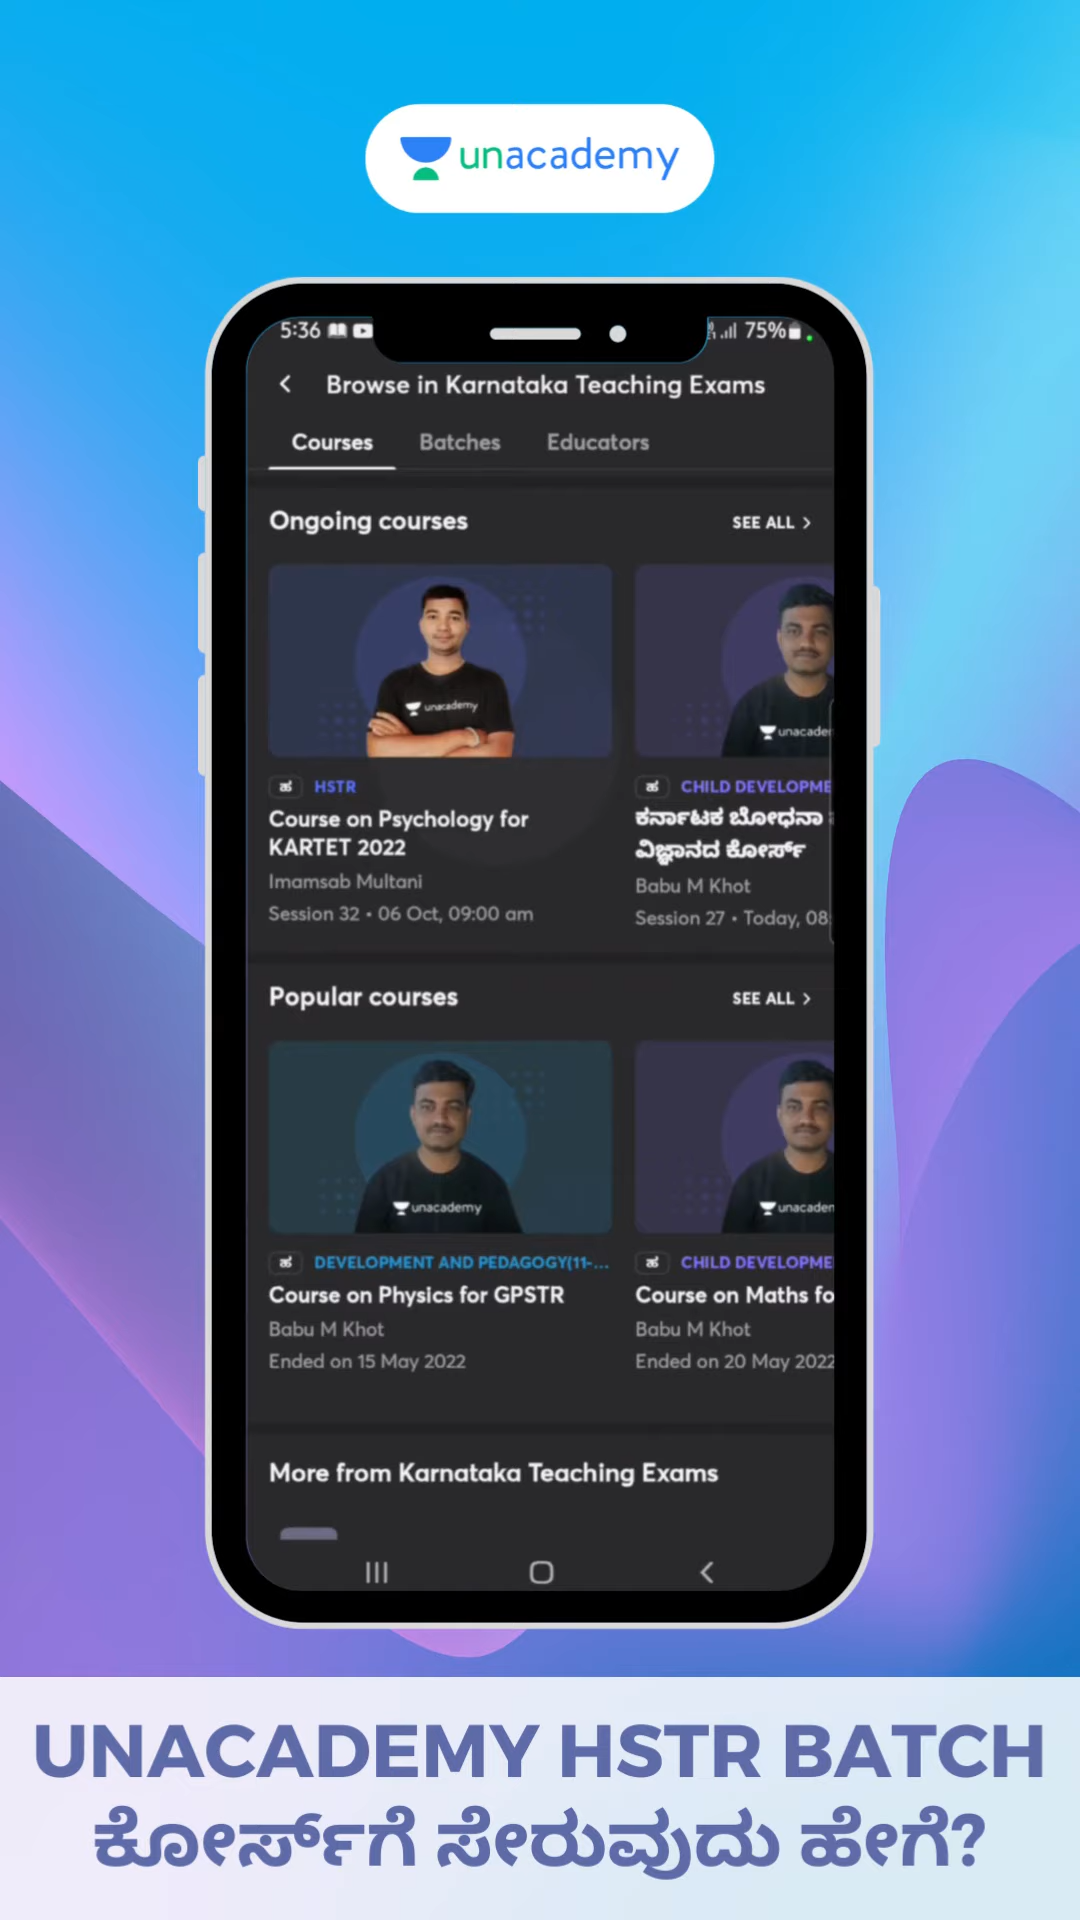 unacademy
5:36
75%
Browse in Karnataka Teaching Exams
Courses
Batches
Educators
Ongoing courses
SEE ALL >
unacademy
ಕ HSTR
Course on Psychology for
KARTET 2022
Imamsab Multani
Session 32 • 06 Oct, 09:00 am
unacade
ಕ CHILD DEVELOPME
ಕರ್ನಾಟಕ ಬೋಧನಾ
ವಿಜ್ಞಾನದ ಕೋರ್ಸ್
Babu M Khot
Session 27 • Today, 08
Popular courses
SEE ALL >
unacademy
ಕ DEVELOPMENT AND PEDAGOGY(11-...
Course on Physics for GPSTR
Babu M Khot
Ended on 15 May 2022
unacaden
ಕ CHILD DEVELOPME
Course on Maths fo
Babu M Khot
Ended on 20 May 2022
More from Karnataka Teaching Exams
UNACADEMY HSTR BATCH
ಕೋರ್ಸ್‌ಗೆ ಸೇರುವುದು ಹೇಗೆ?